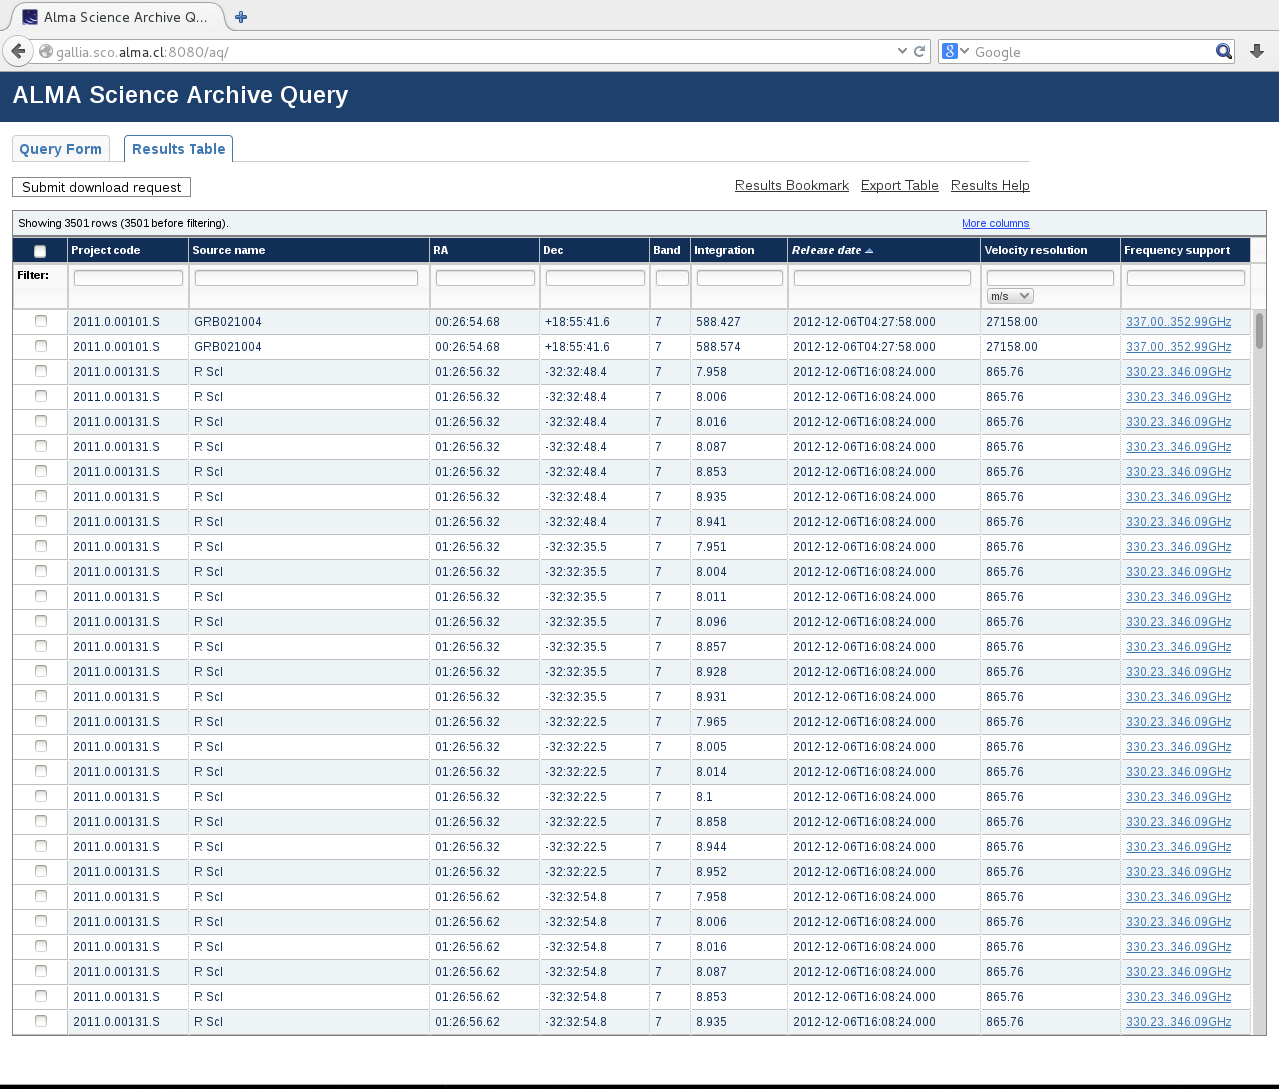 Alma Science Archive Q...
gallia.sco.alma.cl:8080/aq/
Google
ALMA Science Archive Query
Query Form Results Table
Submit download request Results Bookmark Export Table Results Help
Showing 3501 rows (3501 before filtering). More columns
Project code Source name RA Dec Band Integration Release date Velocity resolution Frequency support
Filter:
m/s
2011.0.00101.S GRB021004 00:26:54.68 +18:55:41.6 7 588.427 2012-12-06T04:27:58.000 27158.00 337.00..352.99GHz
2011.0.00101.S GRB021004 00:26:54.68 +18:55:41.6 7 588.574 2012-12-06T04:27:58.000 27158.00 337.00..352.99GHz
2011.0.00131.S R Scl 01:26:56.32 -32:32:48.4 7 7.958 2012-12-06T16:08:24.000 865.76 330.23..346.09GHz
2011.0.00131.S R Scl 01:26:56.32 -32:32:48.4 7 8.006 2012-12-06T16:08:24.000 865.76 330.23..346.09GHz
2011.0.00131.S R Scl 01:26:56.32 -32:32:48.4 7 8.016 2012-12-06T16:08:24.000 865.76 330.23..346.09GHz
2011.0.00131.S R Scl 01:26:56.32 -32:32:48.4 7 8.087 2012-12-06T16:08:24.000 865.76 330.23..346.09GHz
2011.0.00131.S R Scl 01:26:56.32 -32:32:48.4 7 8.853 2012-12-06T16:08:24.000 865.76 330.23..346.09GHz
2011.0.00131.S R Scl 01:26:56.32 -32:32:48.4 7 8.935 2012-12-06T16:08:24.000 865.76 330.23..346.09GHz
2011.0.00131.S R Scl 01:26:56.32 -32:32:48.4 7 8.941 2012-12-06T16:08:24.000 865.76 330.23..346.09GHz
2011.0.00131.S R Scl 01:26:56.32 -32:32:35.5 7 7.951 2012-12-06T16:08:24.000 865.76 330.23..346.09GHz
2011.0.00131.S R Scl 01:26:56.32 -32:32:35.5 7 8.004 2012-12-06T16:08:24.000 865.76 330.23..346.09GHz
2011.0.00131.S R Scl 01:26:56.32 -32:32:35.5 7 8.011 2012-12-06T16:08:24.000 865.76 330.23..346.09GHz
2011.0.00131.S R Scl 01:26:56.32 -32:32:35.5 7 8.096 2012-12-06T16:08:24.000 865.76 330.23..346.09GHz
2011.0.00131.S R Scl 01:26:56.32 -32:32:35.5 7 8.857 2012-12-06T16:08:24.000 865.76 330.23..346.09GHz
2011.0.00131.S R Scl 01:26:56.32 -32:32:35.5 7 8.928 2012-12-06T16:08:24.000 865.76 330.23..346.09GHz
2011.0.00131.S R Scl 01:26:56.32 -32:32:35.5 7 8.931 2012-12-06T16:08:24.000 865.76 330.23..346.09GHz
2011.0.00131.S R Scl 01:26:56.32 -32:32:22.5 7 7.965 2012-12-06T16:08:24.000 865.76 330.23..346.09GHz
2011.0.00131.S R Scl 01:26:56.32 -32:32:22.5 7 8.005 2012-12-06T16:08:24.000 865.76 330.23..346.09GHz
2011.0.00131.S R Scl 01:26:56.32 -32:32:22.5 7 8.014 2012-12-06T16:08:24.000 865.76 330.23..346.09GHz
2011.0.00131.S R Scl 01:26:56.32 -32:32:22.5 7 8.1 2012-12-06T16:08:24.000 865.76 330.23..346.09GHz
2011.0.00131.S R Scl 01:26:56.32 -32:32:22.5 7 8.858 2012-12-06T16:08:24.000 865.76 330.23..346.09GHz
2011.0.00131.S R Scl 01:26:56.32 -32:32:22.5 7 8.944 2012-12-06T16:08:24.000 865.76 330.23..346.09GHz
2011.0.00131.S R Scl 01:26:56.32 -32:32:22.5 7 8.952 2012-12-06T16:08:24.000 865.76 330.23..346.09GHz
2011.0.00131.S R Scl 01:26:56.62 -32:32:54.8 7 7.958 2012-12-06T16:08:24.000 865.76 330.23..346.09GHz
2011.0.00131.S R Scl 01:26:56.62 -32:32:54.8 7 8.006 2012-12-06T16:08:24.000 865.76 330.23..346.09GHz
2011.0.00131.S R Scl 01:26:56.62 -32:32:54.8 7 8.016 2012-12-06T16:08:24.000 865.76 330.23..346.09GHz
2011.0.00131.S R Scl 01:26:56.62 -32:32:54.8 7 8.087 2012-12-06T16:08:24.000 865.76 330.23..346.09GHz
2011.0.00131.S R Scl 01:26:56.62 -32:32:54.8 7 8.853 2012-12-06T16:08:24.000 865.76 330.23..346.09GHz
2011.0.00131.S R Scl 01:26:56.62 -32:32:54.8 7 8.935 2012-12-06T16:08:24.000 865.76 330.23..346.09GHz